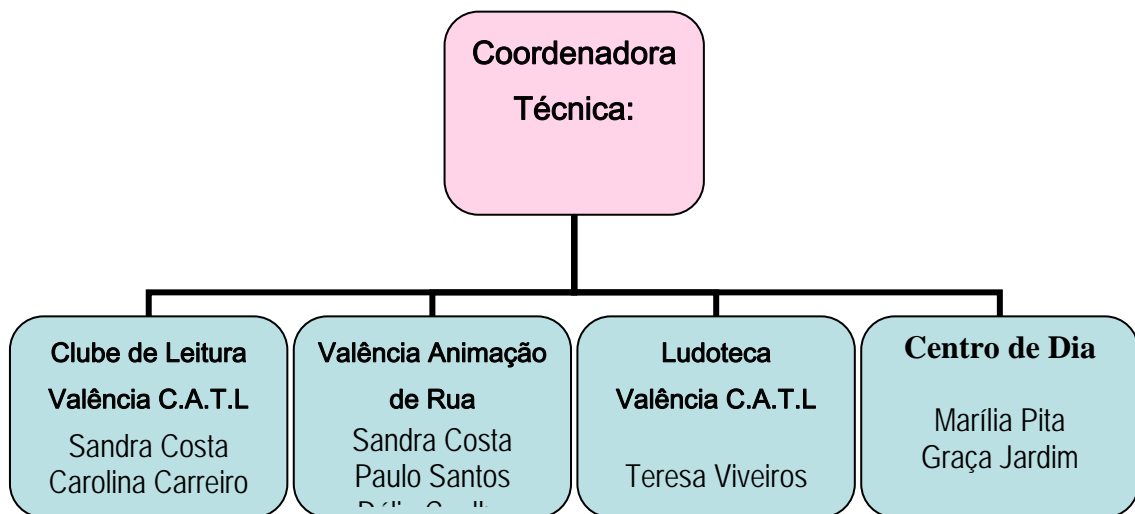 Coordenadora
Técnica:
Clube de Leitura
Valência C.A.T.L
Sandra Costa
Carolina Carreiro
Valência Animação
de Rua
Sandra Costa
Paulo Santos
Ludoteca
Valência C.A.T.L
Teresa Viveiros
Centro de Dia
Marília Pita
Graça Jardim